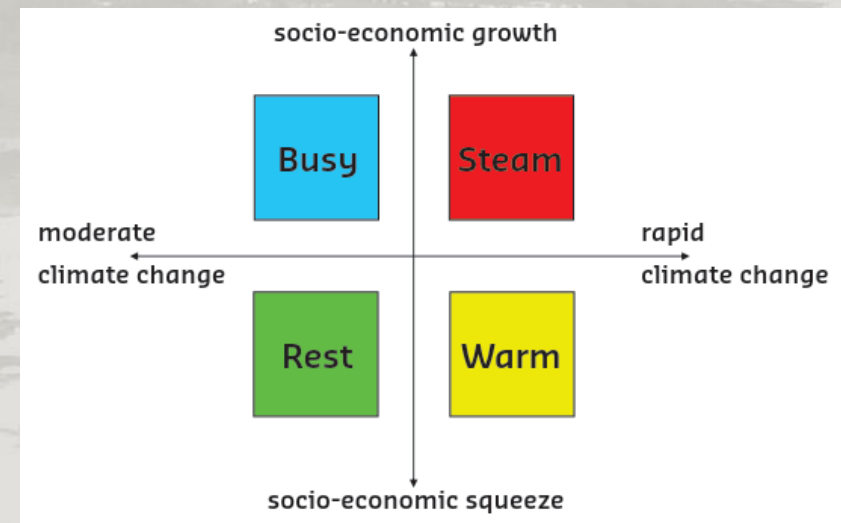 socio-economic growth
Busy
Steam
moderate
climate change
rapid
climate change
Rest
Warm
socio-economic squeeze